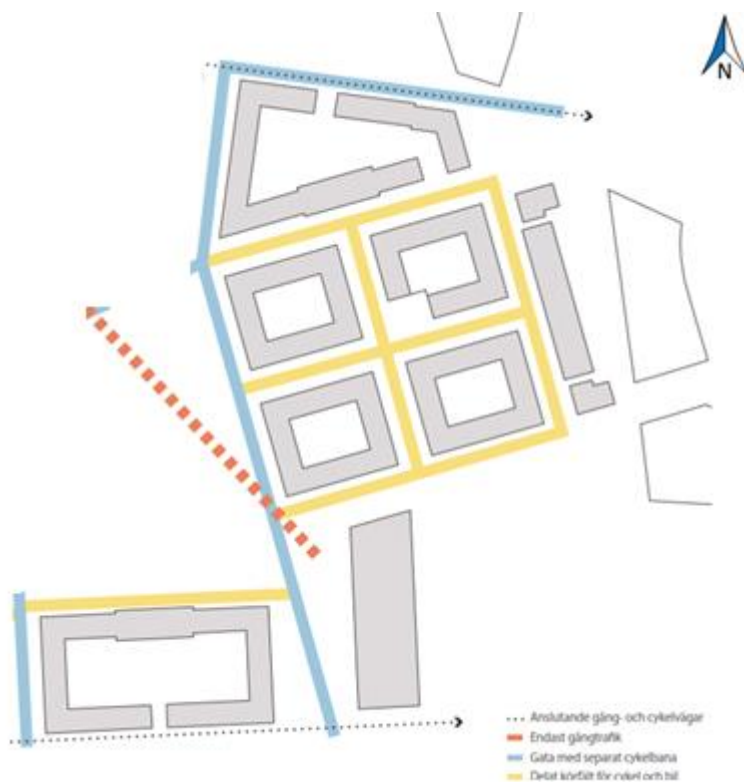 N
Anslutande gång- och cykelvägar
Endast gångtrafik
Gata med separat cykelbana
Delat körfält för cykel och bil